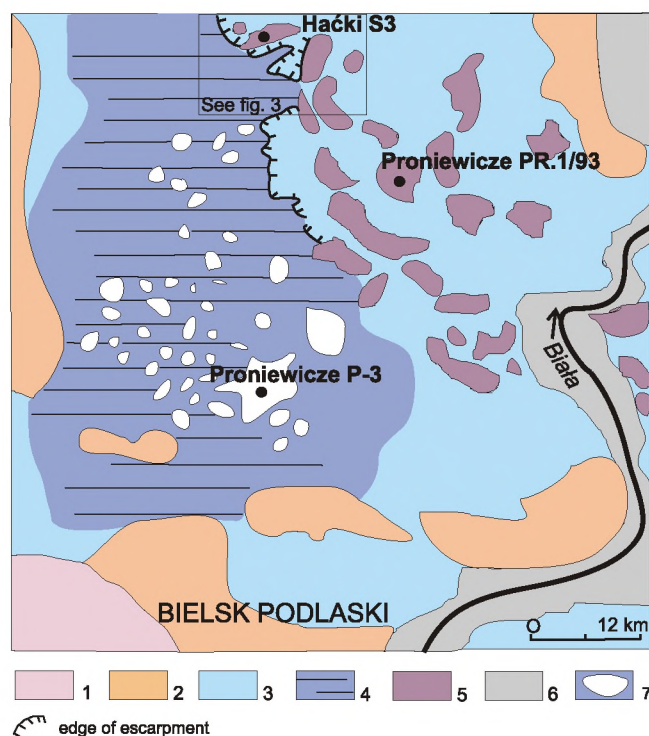 Haćki S3
See fig. 3
Proniewicze PR.1/93
Biała
Proniewicze P-3
BIELSK PODLASKI
O 12 km
1 2 3 4 5 6 7
edge of escarpment